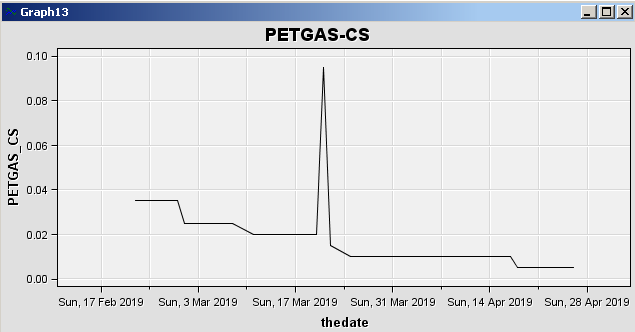 Graph13
PETGAS-CS
PETGAS_CS
0.10
0.08
0.06
0.04
0.02
0.00
Sun, 17 Feb 2019 Sun, 3 Mar 2019 Sun, 17 Mar 2019 Sun, 31 Mar 2019 Sun, 14 Apr 2019 Sun, 28 Apr 2019
thedate